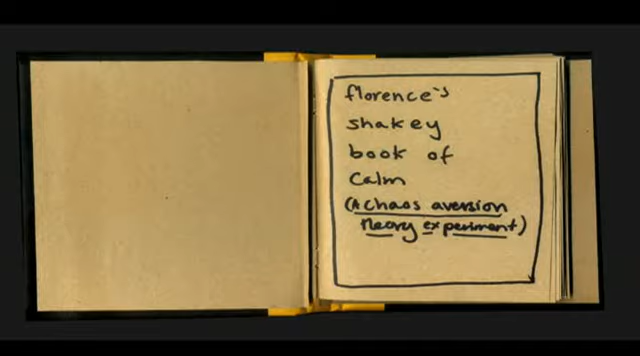 florence's
shakey
book of
Calm
(A chaos aversion
theory experiment)